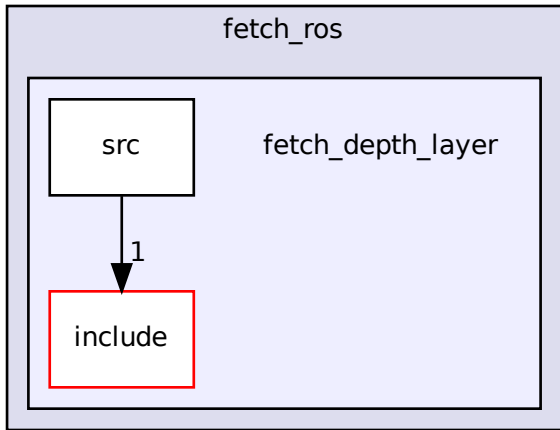 fetch_ros
src
fetch_depth_layer
1
include